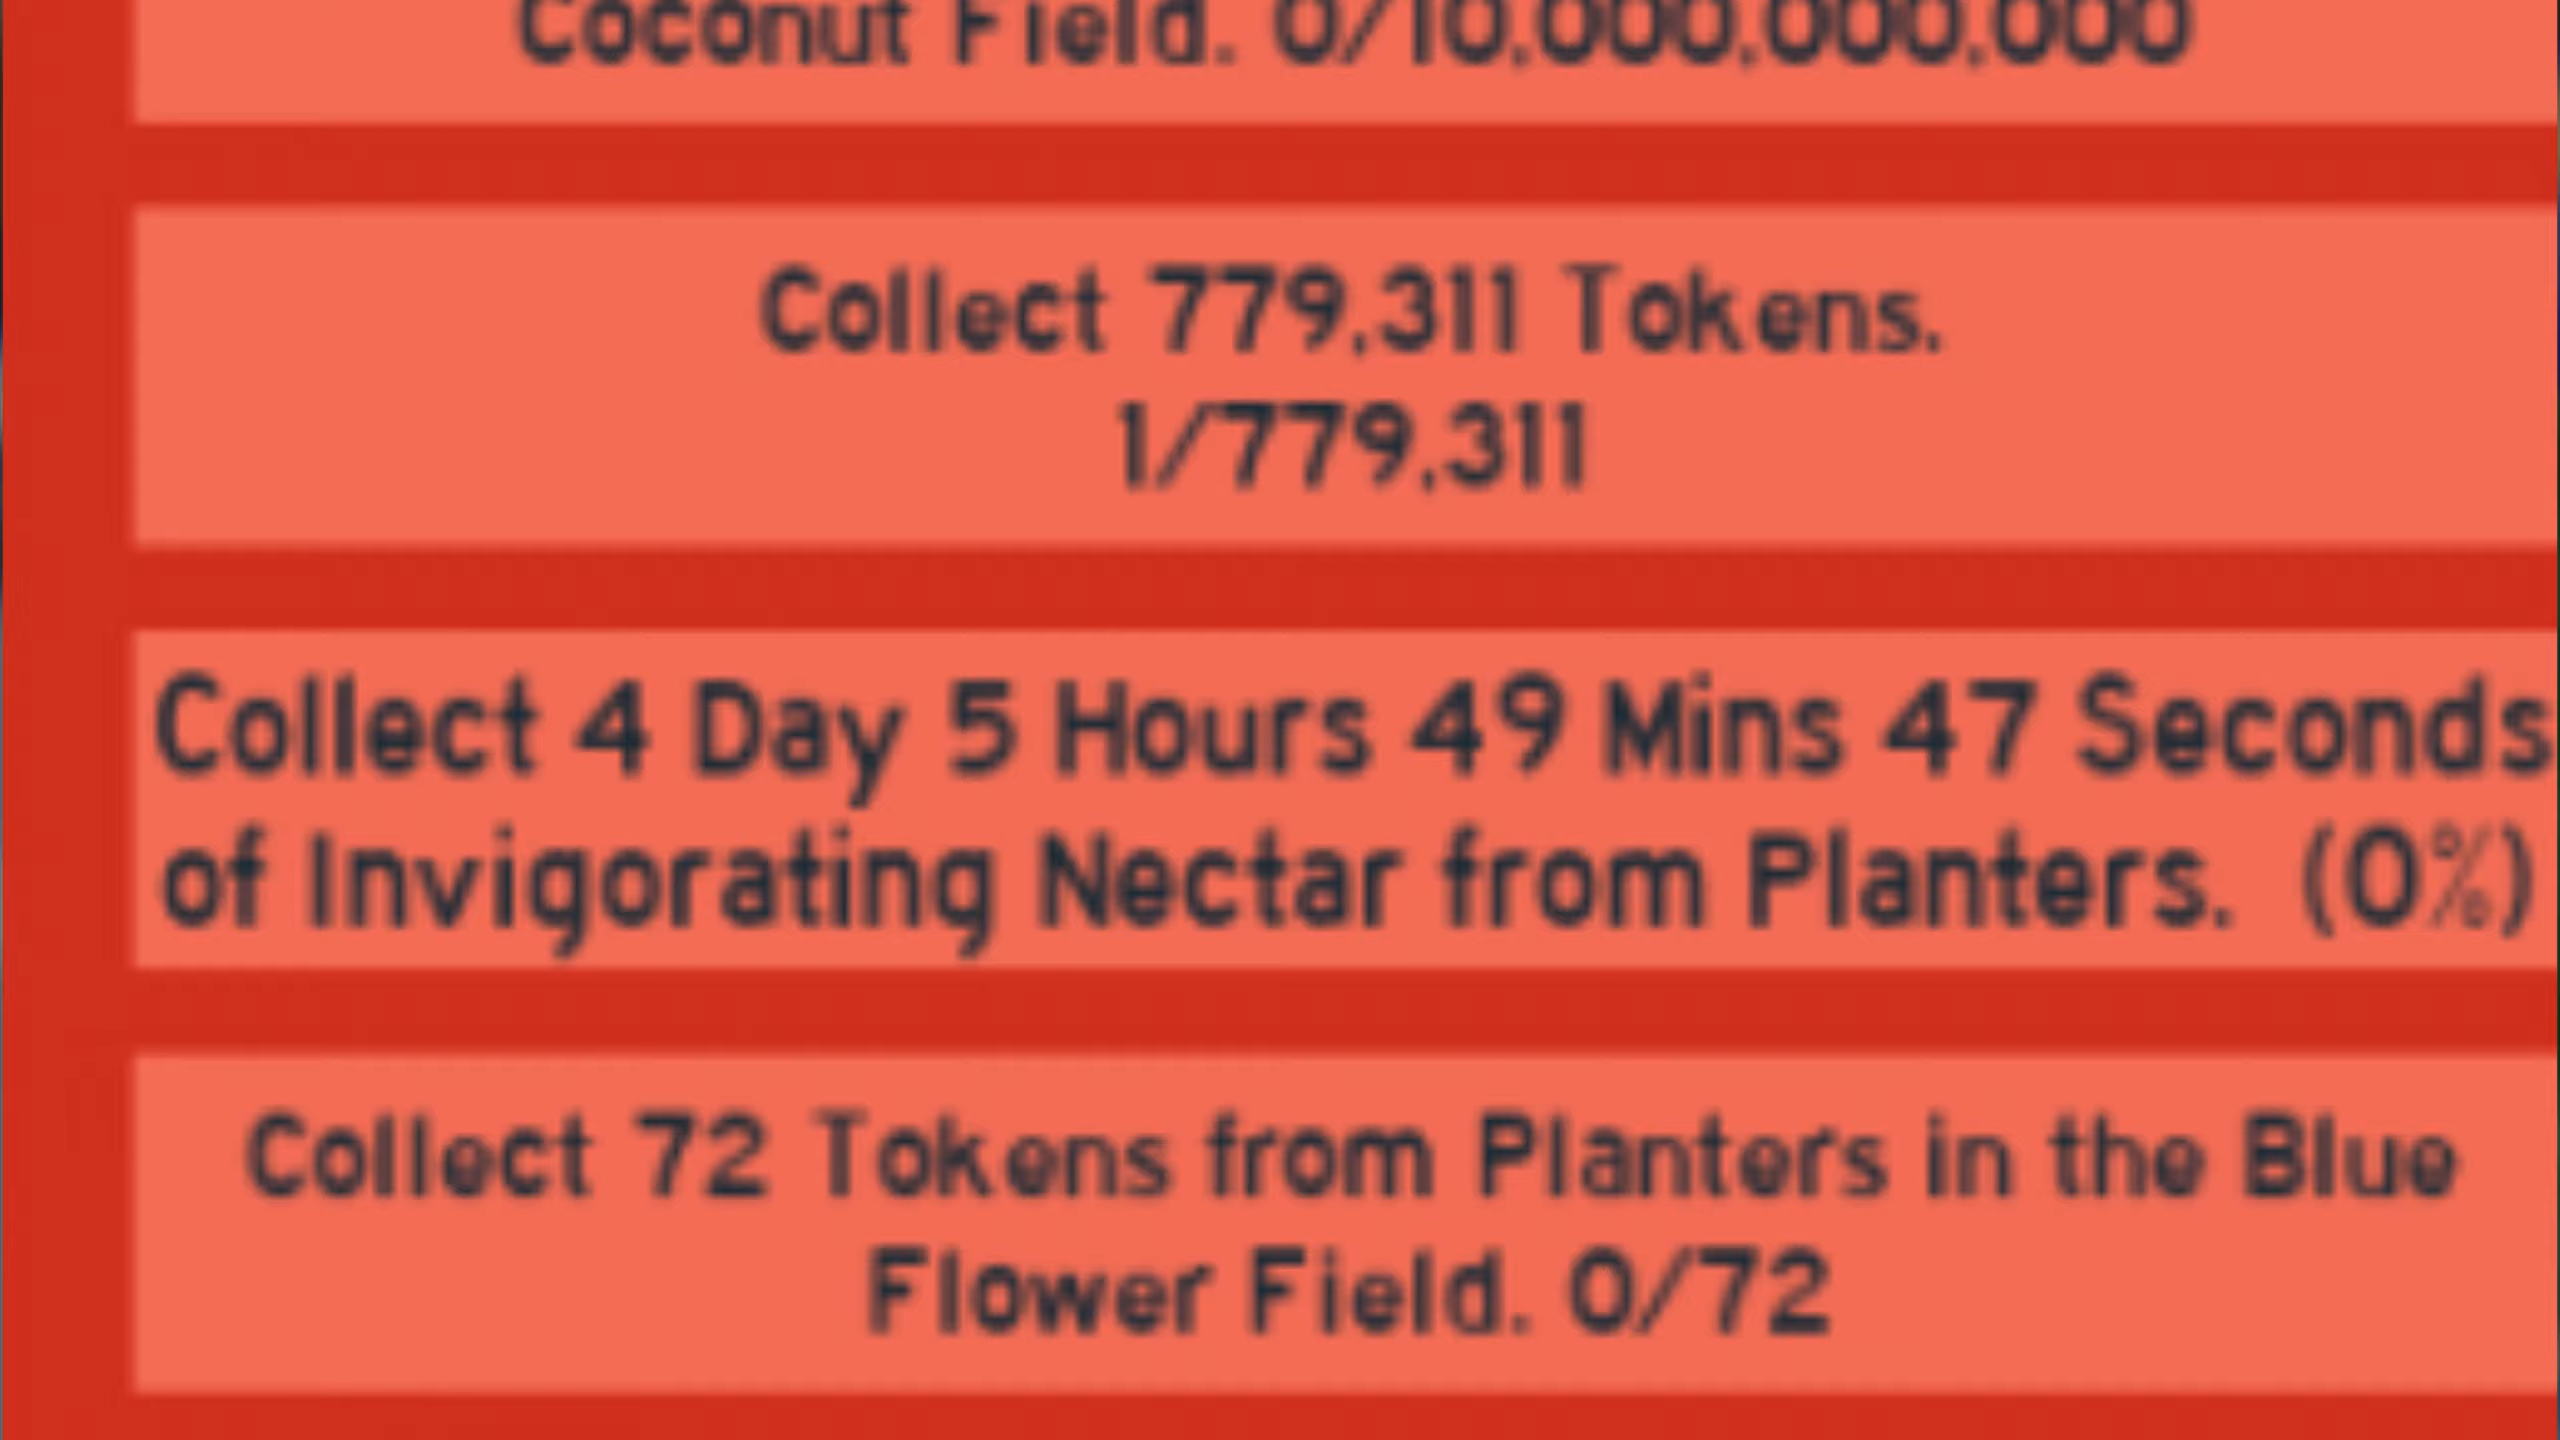 Coconut Field. 0/10,000,000,000
Collect 779,311 Tokens.
1/779,311
Collect 4 Day 5 Hours 49 Mins 47 Seconds
of Invigorating Nectar from Planters. (0%)
Collect 72 Tokens from Planters in the Blue
Flower Field. 0/72